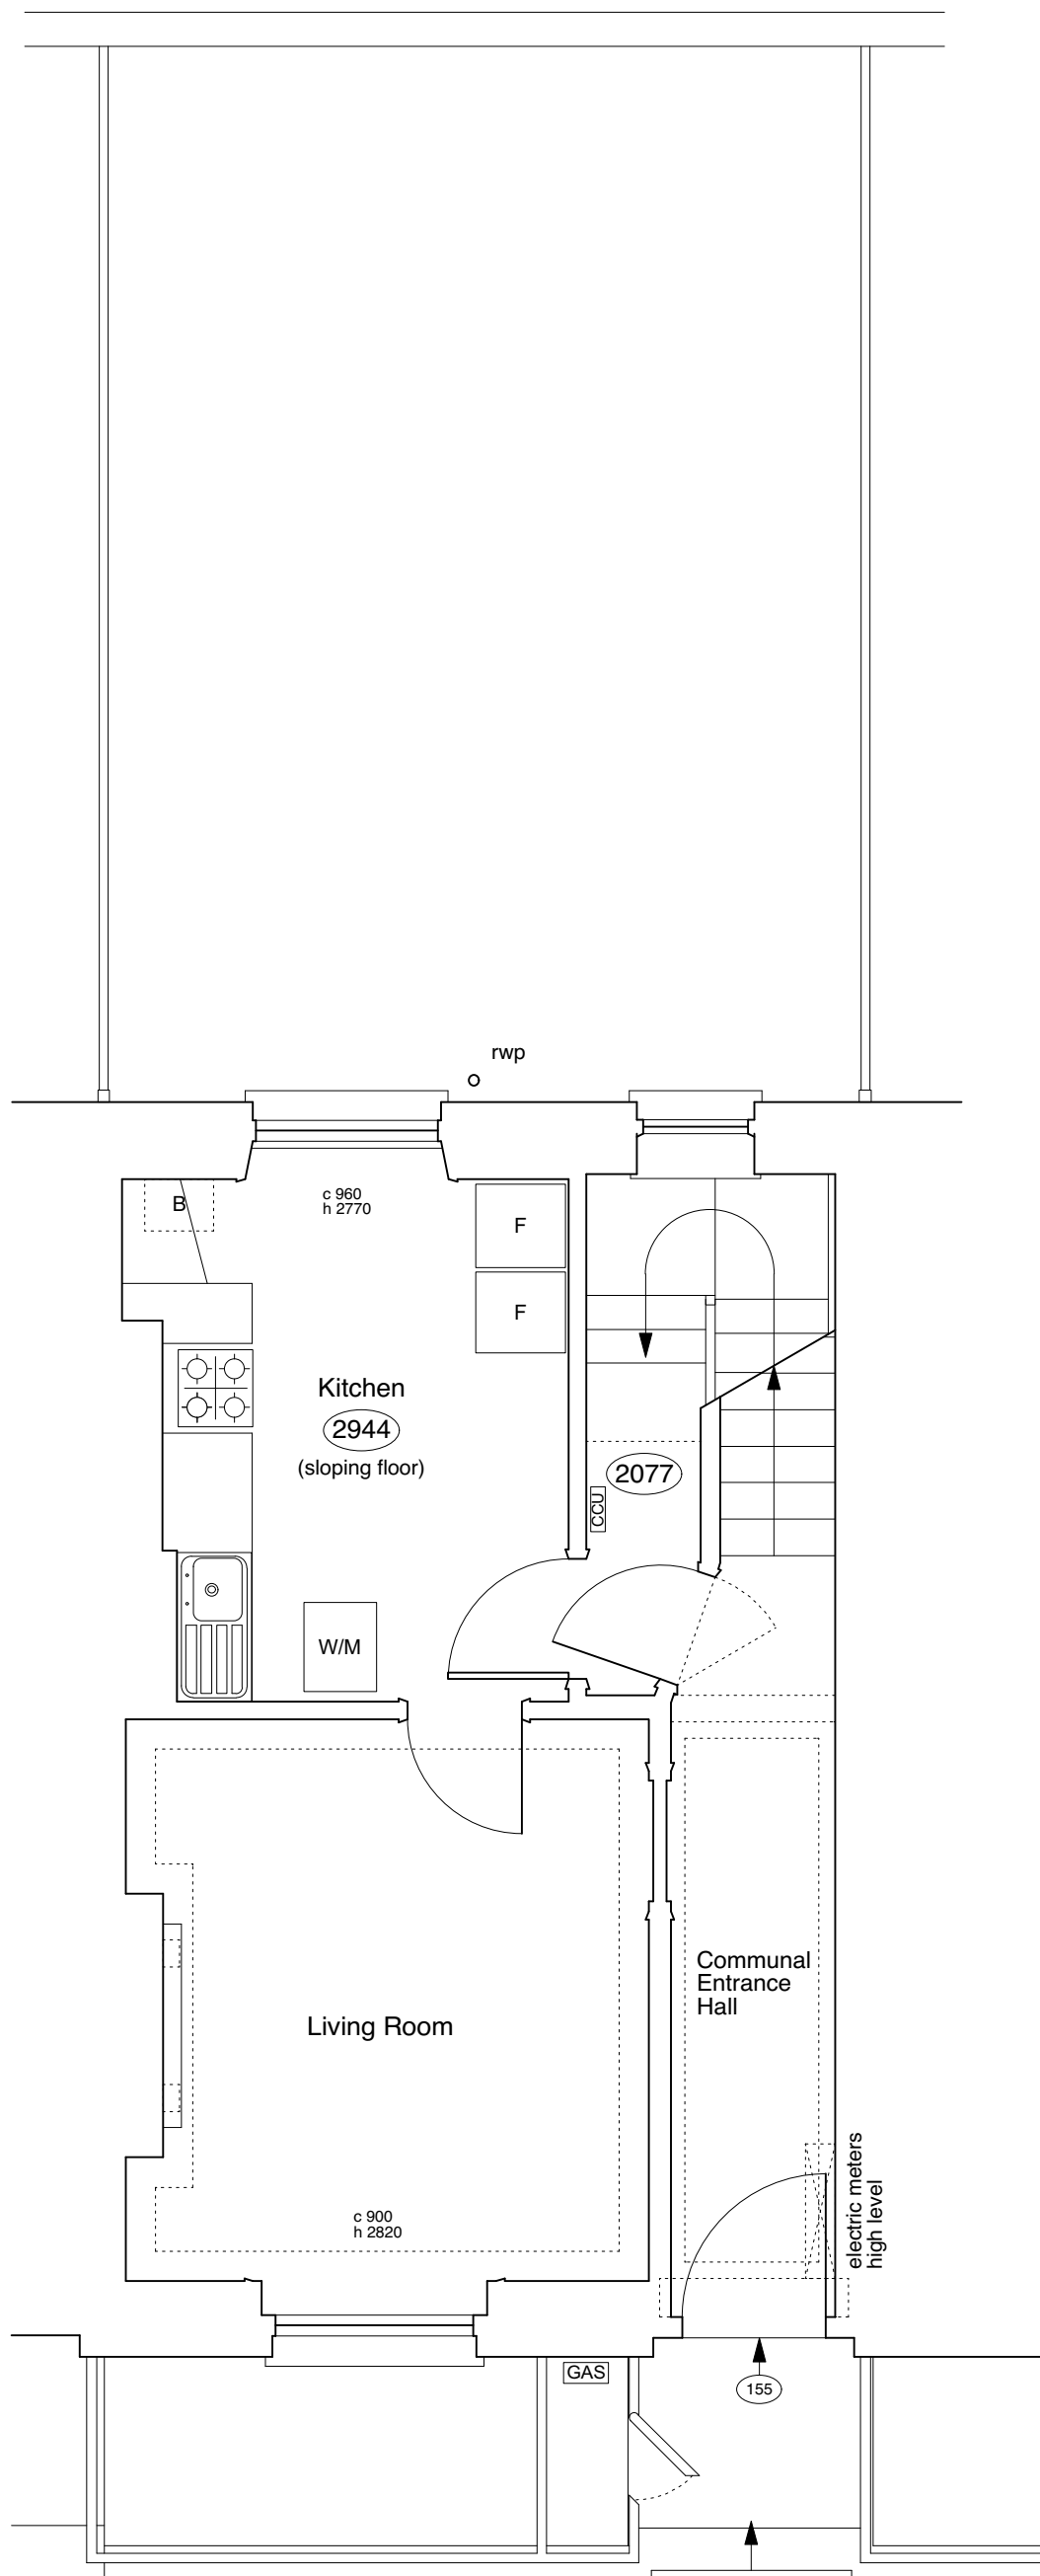 rwp
B
c 960
h 2770
F
F
Kitchen
2944
(sloping floor)
2077
CCU
W/M
Communal
Entrance
Hall
Living Room
electric meters
high level
c 900
h 2820
GAS
155